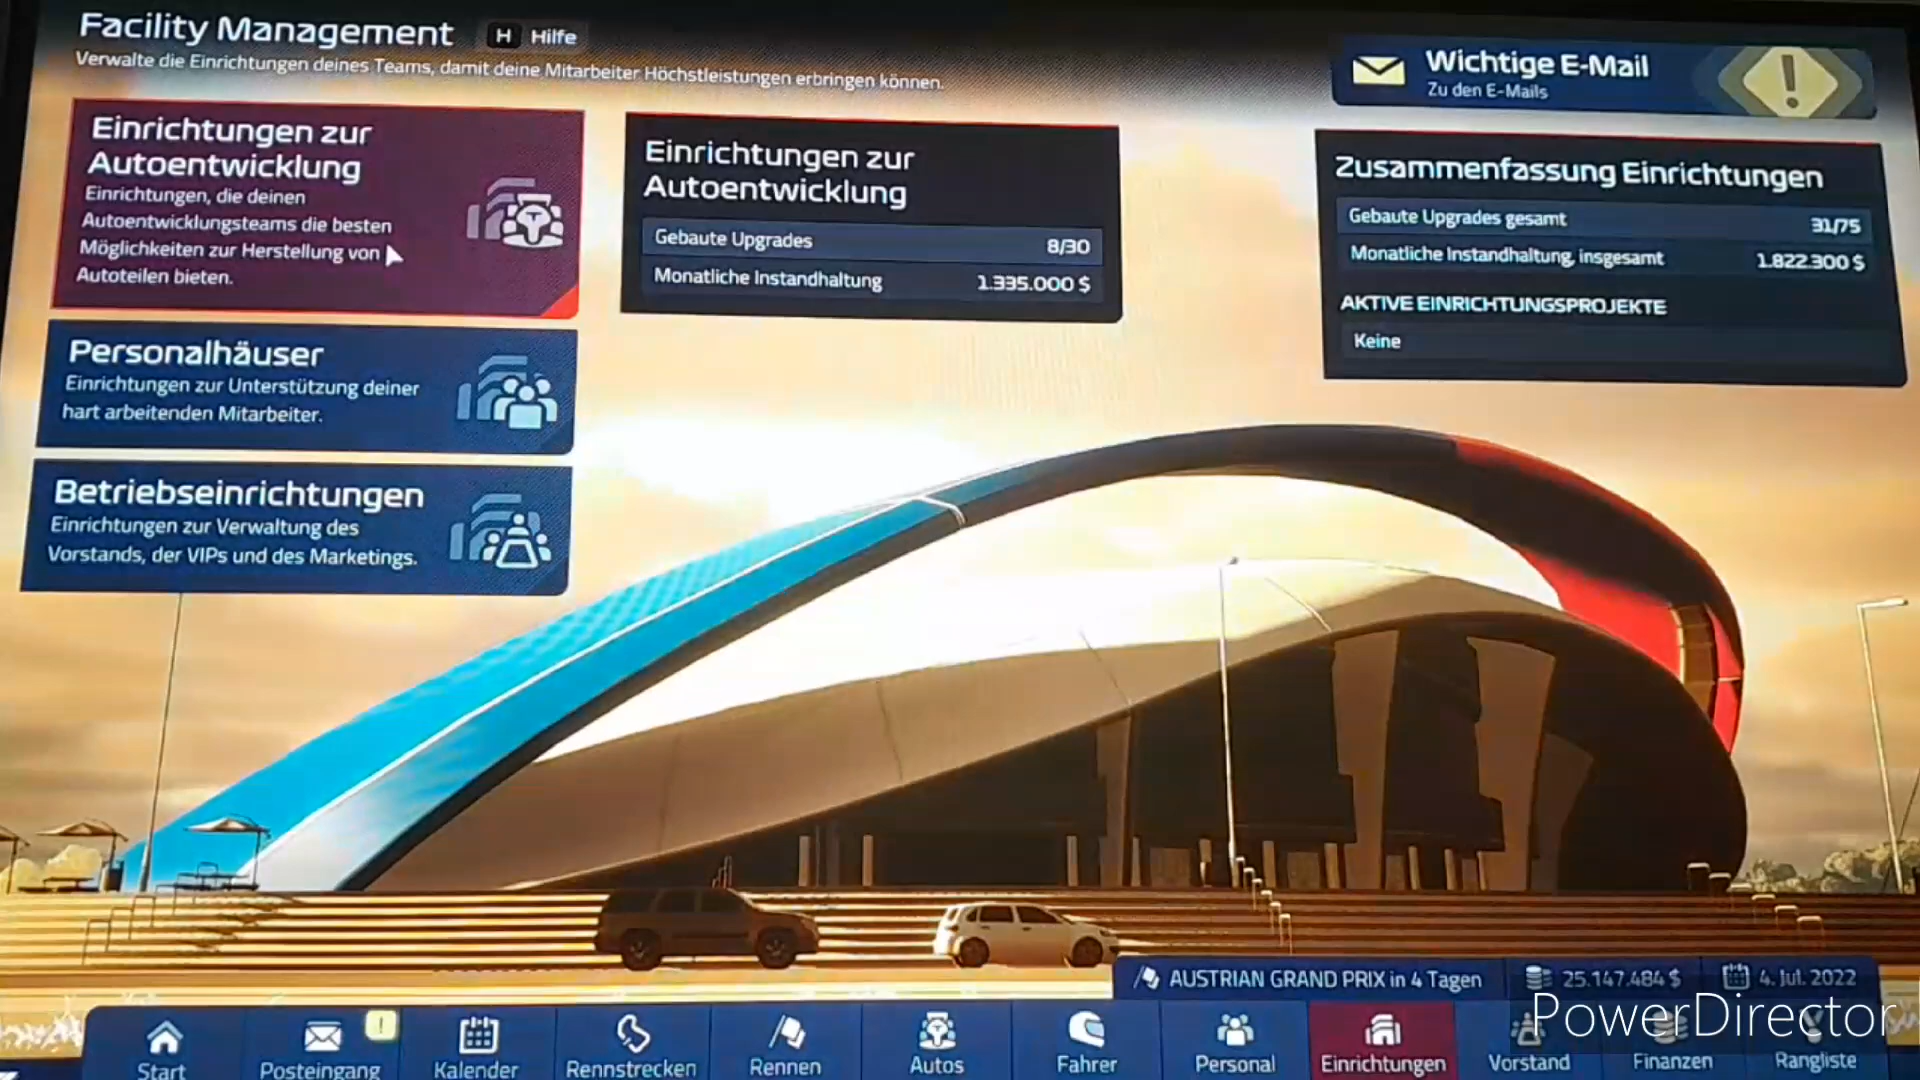 Facility Management
H Hilfe
Verwalte die Einrichtungen deines Teams, damit deine Mitarbeiter Höchstleistungen erbringen können.
Wichtige E-Mail
Zu den E-Mails
Einrichtungen zur
Autoentwicklung
Einrichtungen, die deinen
Autoentwicklungsteams die besten
Möglichkeiten zur Herstellung von
Autoteilen bieten.
Personalhäuser
Einrichtungen zur Unterstützung deiner
hart arbeitenden Mitarbeiter.
Betriebseinrichtungen
Einrichtungen zur Verwaltung des
Vorstands, der VIPs und des Marketings.
Einrichtungen zur
Autoentwicklung
Gebaute Upgrades 8/30
Monatliche Instandhaltung 1.335.000 $
Zusammenfassung Einrichtungen
Gebaute Upgrades gesamt 31/75
Monatliche Instandhaltung, insgesamt 1.822.300 $
AKTIVE EINRICHTUNGSPROJEKTE
Keine
AUSTRIAN GRAND PRIX in 4 Tagen 25.147.484 $ 4. Jul. 2022
PowerDirector
Start Posteingang Kalender Rennstrecken Rennen Autos Fahrer Personal Einrichtungen Vorstand Finanzen Rangliste